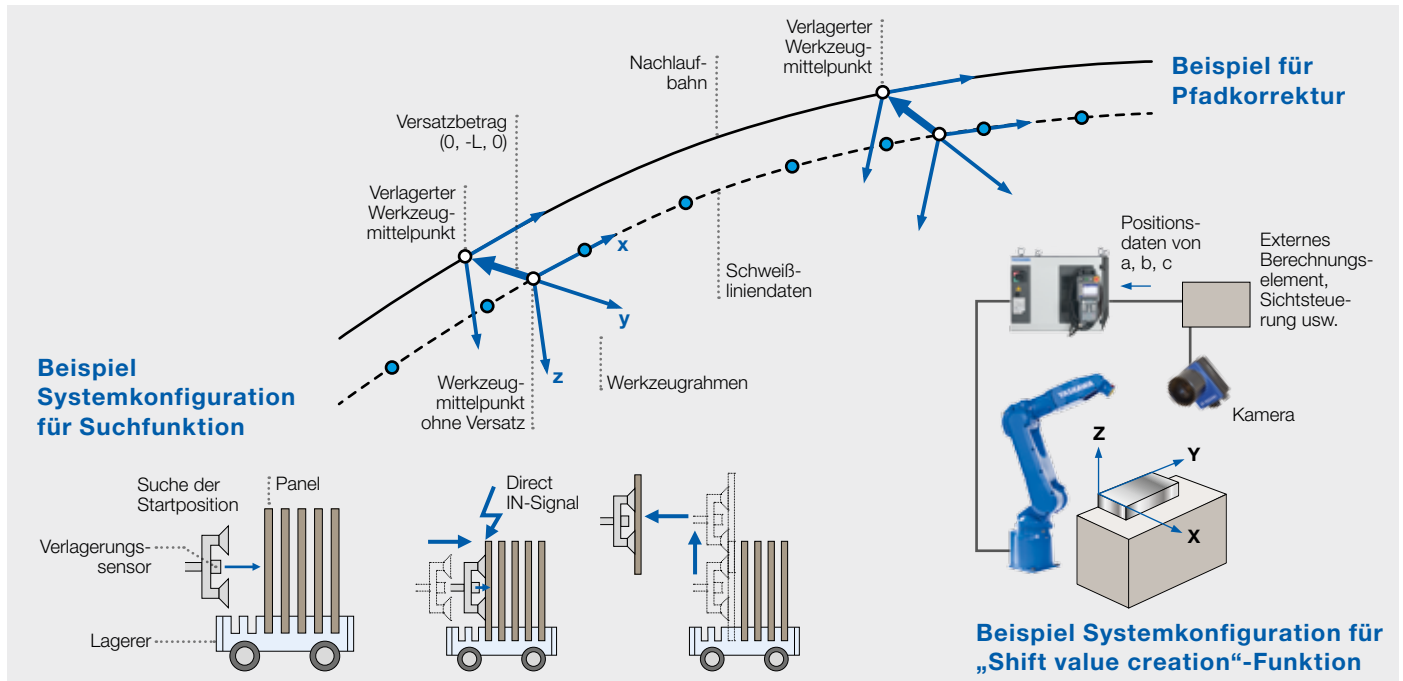 Verlagerter
Werkzeug-
mittelpunkt
Nachlauf-
bahn
Beispiel für
Pfadkorrektur
Versatzbetrag
(0, -L, 0)
Verlagerter
Werkzeug-
mittelpunkt
x
y
z
Schweiß-
liniendaten
Werkzeug-
mittelpunkt
ohne Versatz
Werkzeugrahmen
Positions-
daten von
a, b, c
Externes
Berechnungs-
element,
Sichtsteue-
rung usw.
Kamera
YASKAWA
Z
Y
X
Beispiel
Systemkonfiguration
für Suchfunktion
Suche der
Startposition
Panel
Verlagerungs-
sensor
Lagerer
Direct
IN-Signal
Beispiel Systemkonfiguration für
„Shift value creation“-Funktion